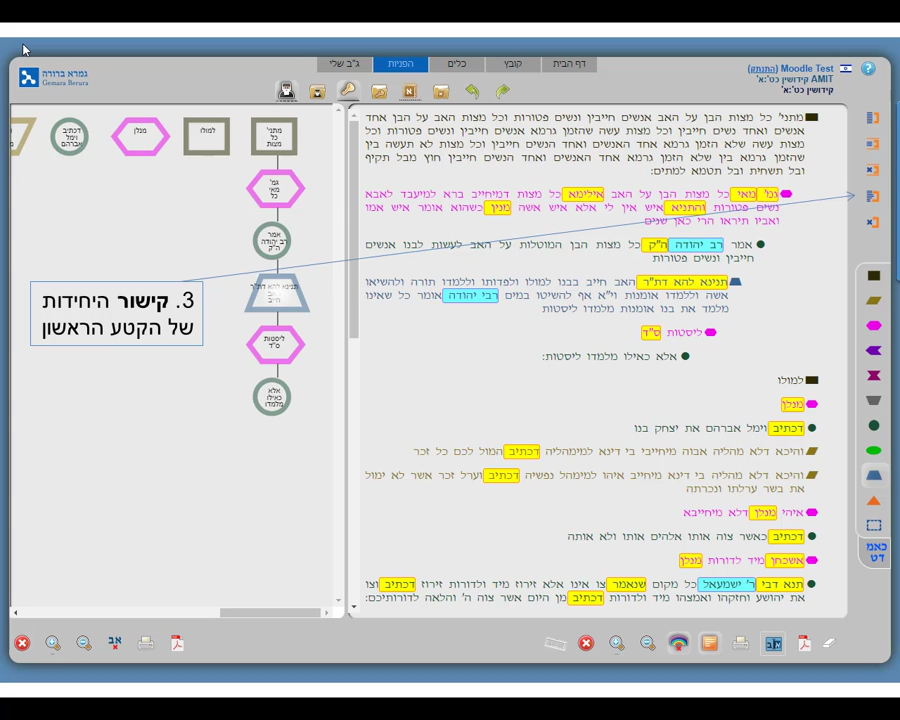 גמרא ברורה
Gemara Berura
דף הבית
קובץ
כלים
הפניות
ג"ב שלי
Moodle Test (התנתק)
AMIT קידושין כט'.א'
קידושין כט'.א'
מתני' כל מצות הבן על האב אנשים חייבין ונשים פטורות וכל מצות האב על הבן אחד
אנשים ואחד נשים חייבין וכל מצות עשה שהזמן גרמא אנשים חייבין ונשים פטורות וכל
מצות עשה שלא הזמן גרמא אחד האנשים ואחד הנשים חייבין וכל מצות לא תעשה בין
שהזמן גרמא בין שלא הזמן גרמא אחד האנשים ואחד הנשים חייבין חוץ מבל תקיף
ובל תשחית ובל תטמא למתים:
גמ' מאי כל מצות הבן על האב אילימא כל מצות דמיחייב ברא למיעבד לאבא
נשים פטורות והתניא איש אין לי אלא איש אשה מנין כשהוא אומר איש אמו
ואביו תיראו הרי כאן שנים
אמר רב יהודה ה"ק כל מצות הבן המוטלות על האב לעשות לבנו אנשים
חייבין ונשים פטורות
תנינא להא דת"ר האב חייב בבנו למולו ולפדותו וללמדו תורה ולהשיאו
אשה וללמדו אומנות וי"א אף להשיטו במים רבי יהודה אומר כל שאינו
מלמד את בנו אומנות מלמדו ליסטות
ליסטות ס"ד
אלא כאילו מלמדו ליסטות:
למולו
מנלן
דכתיב וימל אברהם את יצחק בנו
והיכא דלא מהליה אבוה מיחייבי בי דינא למימהליה דכתיב המול לכם כל זכר
והיכא דלא מהליה בי דינא מיחייב איהו למימהל נפשיה דכתיב וערל זכר אשר לא ימול
את בשר ערלתו ונכרתה
איהי מנלן דלא מיחייבא
דכתיב כאשר צוה אותו אלהים אותו ולא אותה
אשכחן מיד לדורות מנלן
תנא דבי ר' ישמעאל כל מקום שנאמר צו אינו אלא זירוז מיד ולדורות זירוז דכתיב וצו
את יהושע וחזקהו ואמצהו מיד ולדורות דכתיב מן היום אשר צוה ה' והלאה לדורותיכם:
מתני'
כל
מצות
למולו
מנלן
דכתיב
וימל
אברהם
גמ'
מאי
כל
אמר
רב יהודה
ה"ק
תנינא להא דת"ר
האב
חייב
ליסטות
ס"ד
אלא
כאילו
מלמדו
3. קישור היחידות
של הקטע הראשון
כאמ
דט
אב
אב